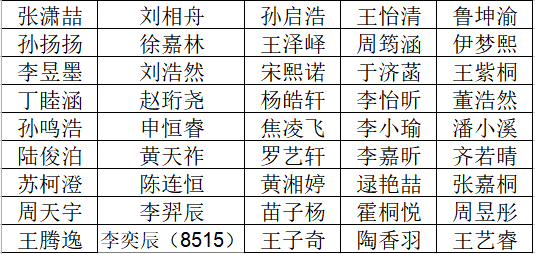 张潇喆 刘相舟 孙启浩 王怡清 鲁坤渝
孙扬扬 徐嘉林 王泽峄 周筠涵 伊梦熙
李昱墨 刘浩然 宋熙诺 于济菡 王紫桐
丁睦涵 赵珩尧 杨皓轩 李怡昕 董浩然
孙鸣浩 申恒睿 焦凌飞 李小瑜 潘小溪
陆俊泊 黄天祚 罗艺轩 李嘉昕 齐若晴
苏柯澄 陈连恒 黄湘婷 逯艳喆 张嘉桐
周天宇 李羿辰 苗子杨 霍桐悦 周昱彤
王腾逸 李奕辰（8515） 王子奇 陶香羽 王艺睿